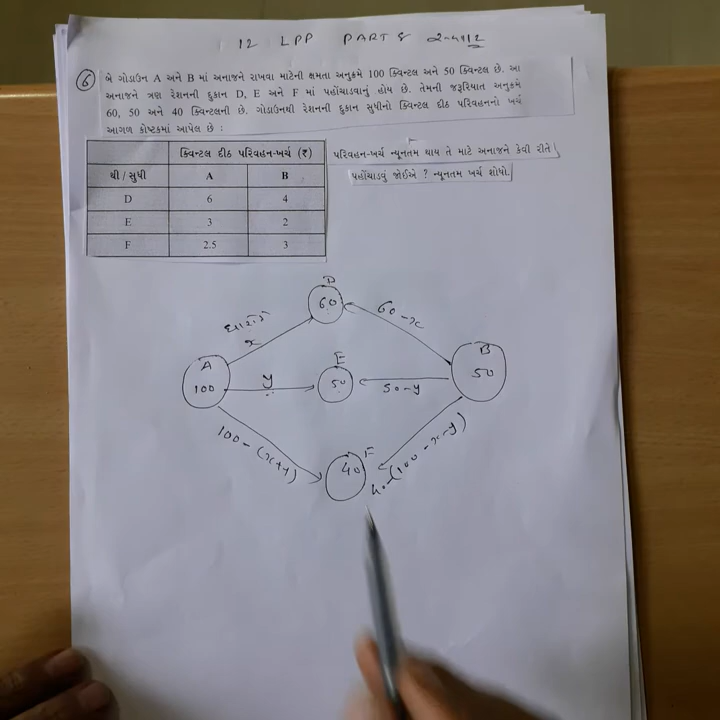 12 LPP PART 8 2-મા12
6
બે ગોડાઉન A અને B માં અનાજને રાખવા માટેની ક્ષમતા અનુક્રમે 100 ક્વિન્ટલ અને 50 ક્વિન્ટલ છે. આ
અનાજને ત્રણ રેશનની દુકાન D, E અને F માં પહોંચાડવાનું હોય છે. તેમની જરૂરિયાત અનુક્રમે
60, 50 અને 40 ક્વિન્ટલની છે. ગોડાઉનથી રેશનની દુકાન સુધીનો ક્વિન્ટલ દીઠ પરિવહનનો ખર્ચ
આગળ કોષ્ટકમાં આપેલ છે :
ક્વિન્ટલ દીઠ પરિવહન-ખર્ચ (₹)
થી / સુધી A B
D 6 4
E 3 2
F 2.5 3
પરિવહન-ખર્ચ ન્યૂનતમ થાય તે માટે અનાજને કેવી રીતે
પહોંચાડવું જોઈએ ? ન્યૂનતમ ખર્ચ શોધો.
D
60
ધારોકે
x
60-x
A
100
y
E
50
50-y
B
50
100-(x+y)
F
40
40-(100-x-y)